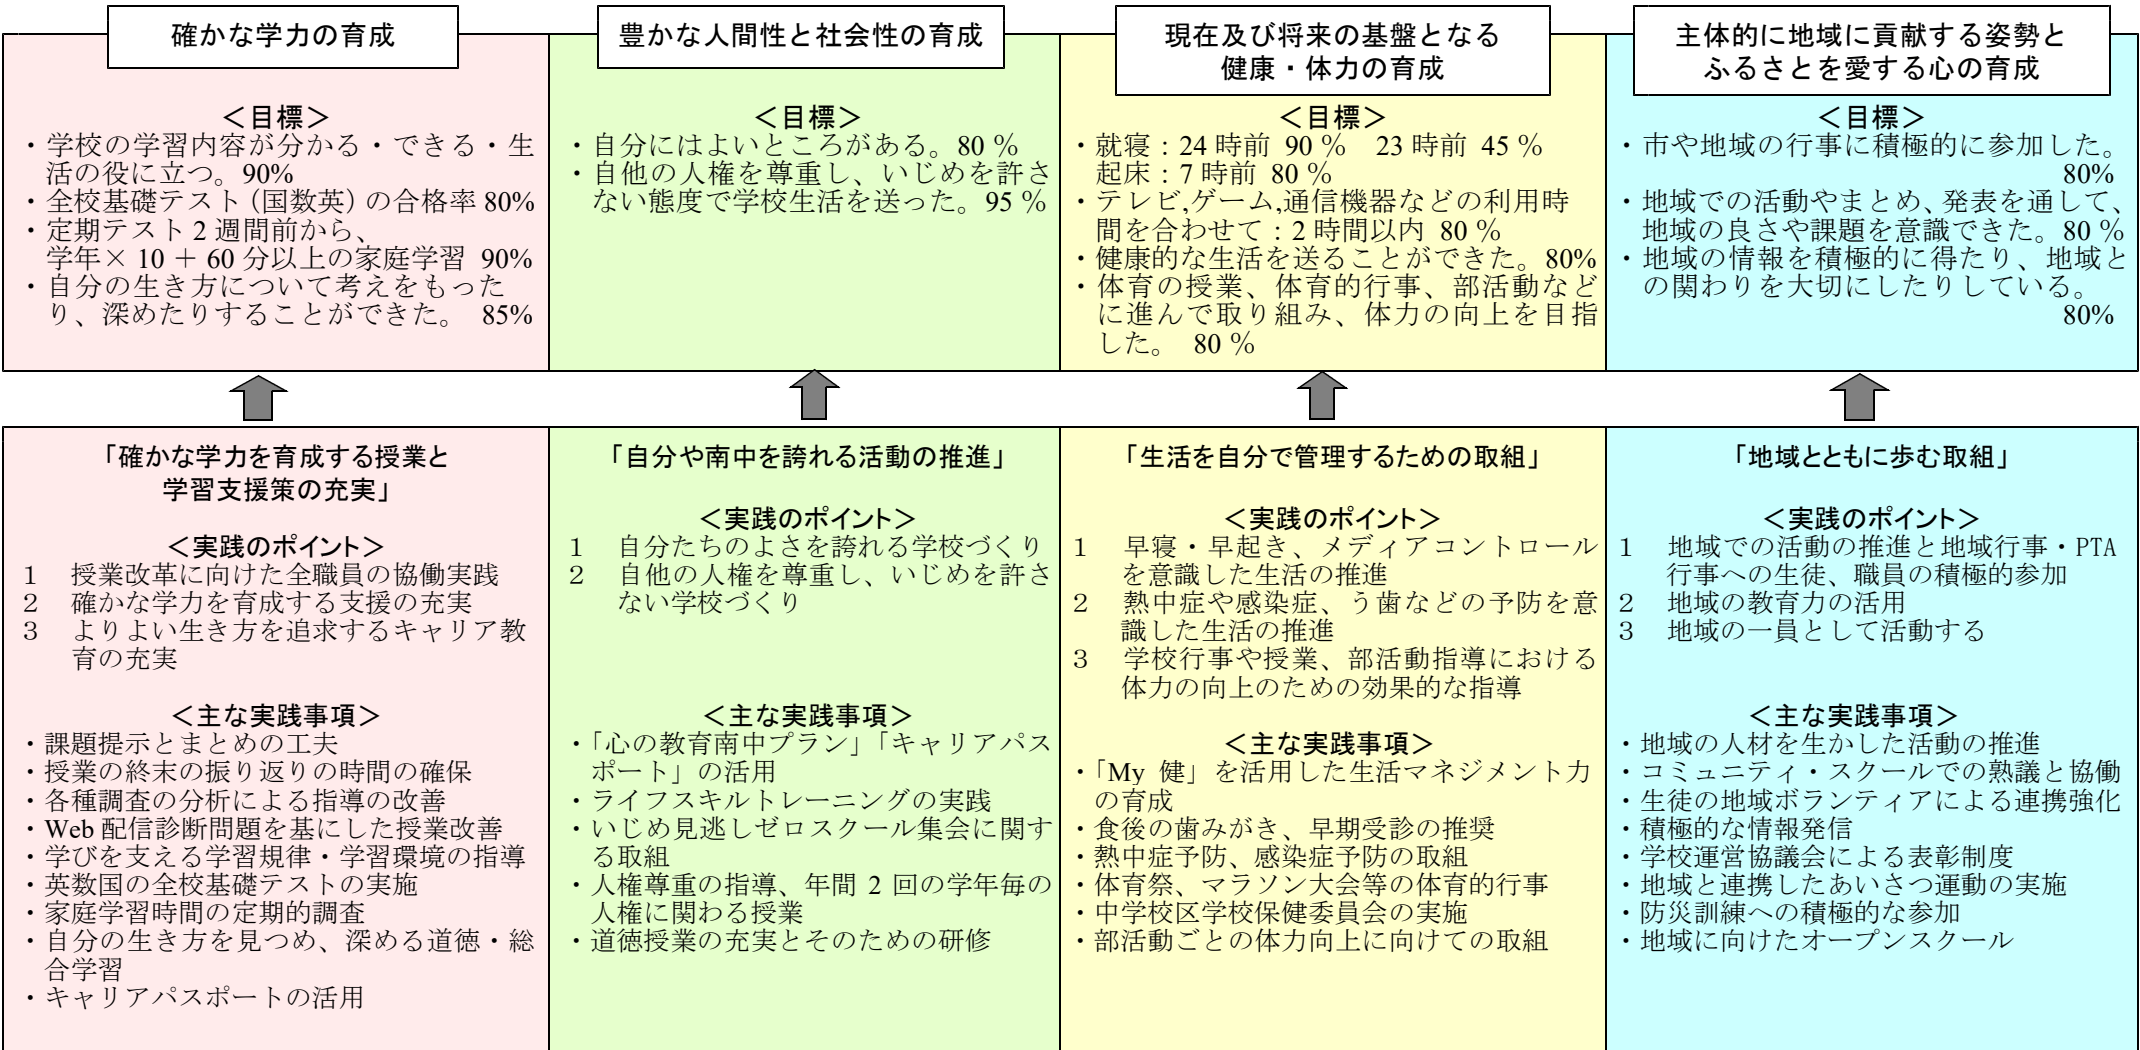 確かな学力の育成
＜目標＞
・学校の学習内容が分かる・できる・生
活の役に立つ。90%
・全校基礎テスト（国数英）の合格率 80%
・定期テスト 2 週間前から、
学年× 10 ＋ 60 分以上の家庭学習 90%
・自分の生き方について考えをもった
り、深めたりすることができた。 85%
豊かな人間性と社会性の育成
＜目標＞
・自分にはよいところがある。80 ％
・自他の人権を尊重し、いじめを許さ
ない態度で学校生活を送った。95 ％
現在及び将来の基盤となる
健康・体力の育成
＜目標＞
・就寝：24 時前 90 ％ 23 時前 45 ％
起床：7 時前 80 ％
・テレビ,ゲーム,通信機器などの利用時
間を合わせて：2 時間以内 80 ％
・健康的な生活を送ることができた。80%
・体育の授業、体育的行事、部活動など
に進んで取り組み、体力の向上を目指
した。 80 ％
主体的に地域に貢献する姿勢と
ふるさとを愛する心の育成
＜目標＞
・市や地域の行事に積極的に参加した。
80%
・地域での活動やまとめ、発表を通して、
地域の良さや課題を意識できた。80 ％
・地域の情報を積極的に得たり、地域と
の関わりを大切にしたりしている。
80%
「確かな学力を育成する授業と
学習支援策の充実」
＜実践のポイント＞
１ 授業改革に向けた全職員の協働実践
２ 確かな学力を育成する支援の充実
３ よりよい生き方を追求するキャリア教
育の充実
＜主な実践事項＞
・課題提示とまとめの工夫
・授業の終末の振り返りの時間の確保
・各種調査の分析による指導の改善
・Web 配信診断問題を基にした授業改善
・学びを支える学習規律・学習環境の指導
・英数国の全校基礎テストの実施
・家庭学習時間の定期的調査
・自分の生き方を見つめ、深める道徳・総
合学習
・キャリアパスポートの活用
「自分や南中を誇れる活動の推進」
＜実践のポイント＞
１ 自分たちのよさを誇れる学校づくり
２ 自他の人権を尊重し、いじめを許さ
ない学校づくり
＜主な実践事項＞
・「心の教育南中プラン」「キャリアパス
ポート」の活用
・ライフスキルトレーニングの実践
・いじめ見逃しゼロスクール集会に関す
る取組
・人権尊重の指導、年間 2 回の学年毎の
人権に関わる授業
・道徳授業の充実とそのための研修
「生活を自分で管理するための取組」
＜実践のポイント＞
１ 早寝・早起き、メディアコントロール
を意識した生活の推進
２ 熱中症や感染症、う歯などの予防を意
識した生活の推進
３ 学校行事や授業、部活動指導における
体力の向上のための効果的な指導
＜主な実践事項＞
・「My 健」を活用した生活マネジメント力
の育成
・食後の歯みがき、早期受診の推奨
・熱中症予防、感染症予防の取組
・体育祭、マラソン大会等の体育的行事
・中学校区学校保健委員会の実施
・部活動ごとの体力向上に向けての取組
「地域とともに歩む取組」
＜実践のポイント＞
１ 地域での活動の推進と地域行事・PTA
行事への生徒、職員の積極的参加
２ 地域の教育力の活用
３ 地域の一員として活動する
＜主な実践事項＞
・地域の人材を生かした活動の推進
・コミュニティ・スクールでの熟議と協働
・生徒の地域ボランティアによる連携強化
・積極的な情報発信
・学校運営協議会による表彰制度
・地域と連携したあいさつ運動の実施
・防災訓練への積極的な参加
・地域に向けたオープンスクール